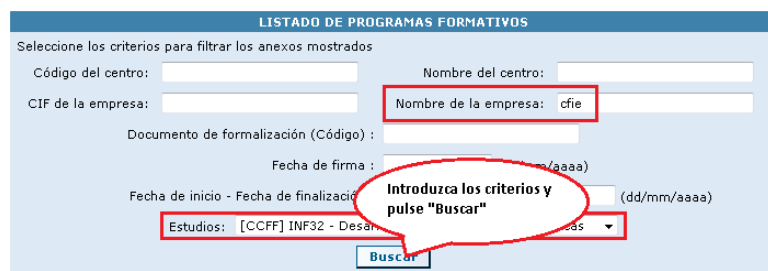 LISTADO DE PROGRAMAS FORMATIVOS
Seleccione los criterios para filtrar los anexos mostrados
Código del centro: Nombre del centro:
CIF de la empresa: Nombre de la empresa: cfie
Documento de formalización (Código) :
Fecha de firma : /aaaa)
Fecha de inicio - Fecha de finalizació (dd/mm/aaaa)
Introduzca los criterios y
pulse "Buscar"
Estudios: [CCFF] INF32 - Desar cas
Buscar